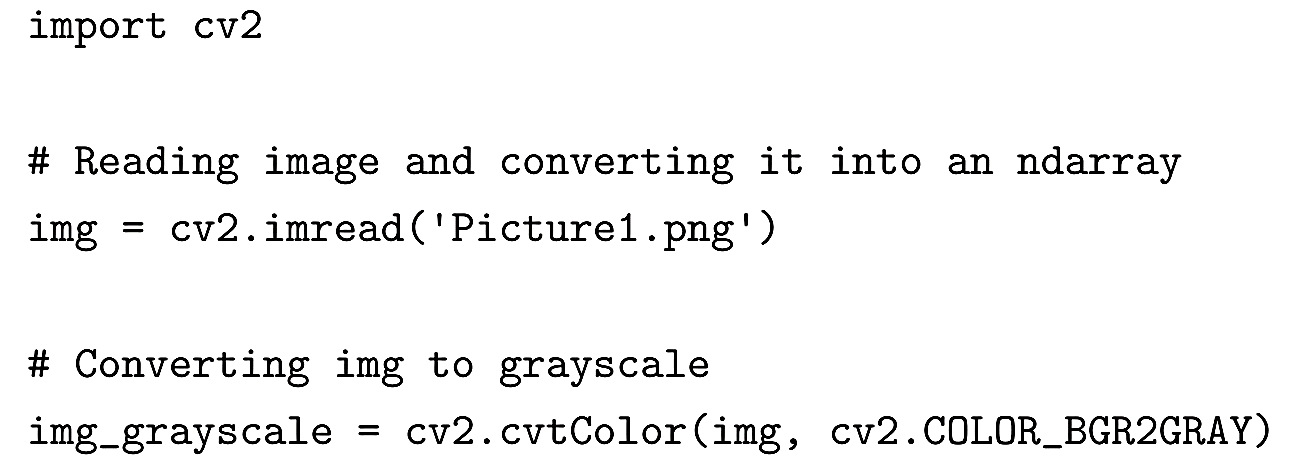 import cv2
# Reading image and converting it into an ndarray
img = cv2.imread('Picture1.png')
# Converting img to grayscale
img_grayscale = cv2.cvtColor(img, cv2.COLOR_BGR2GRAY)